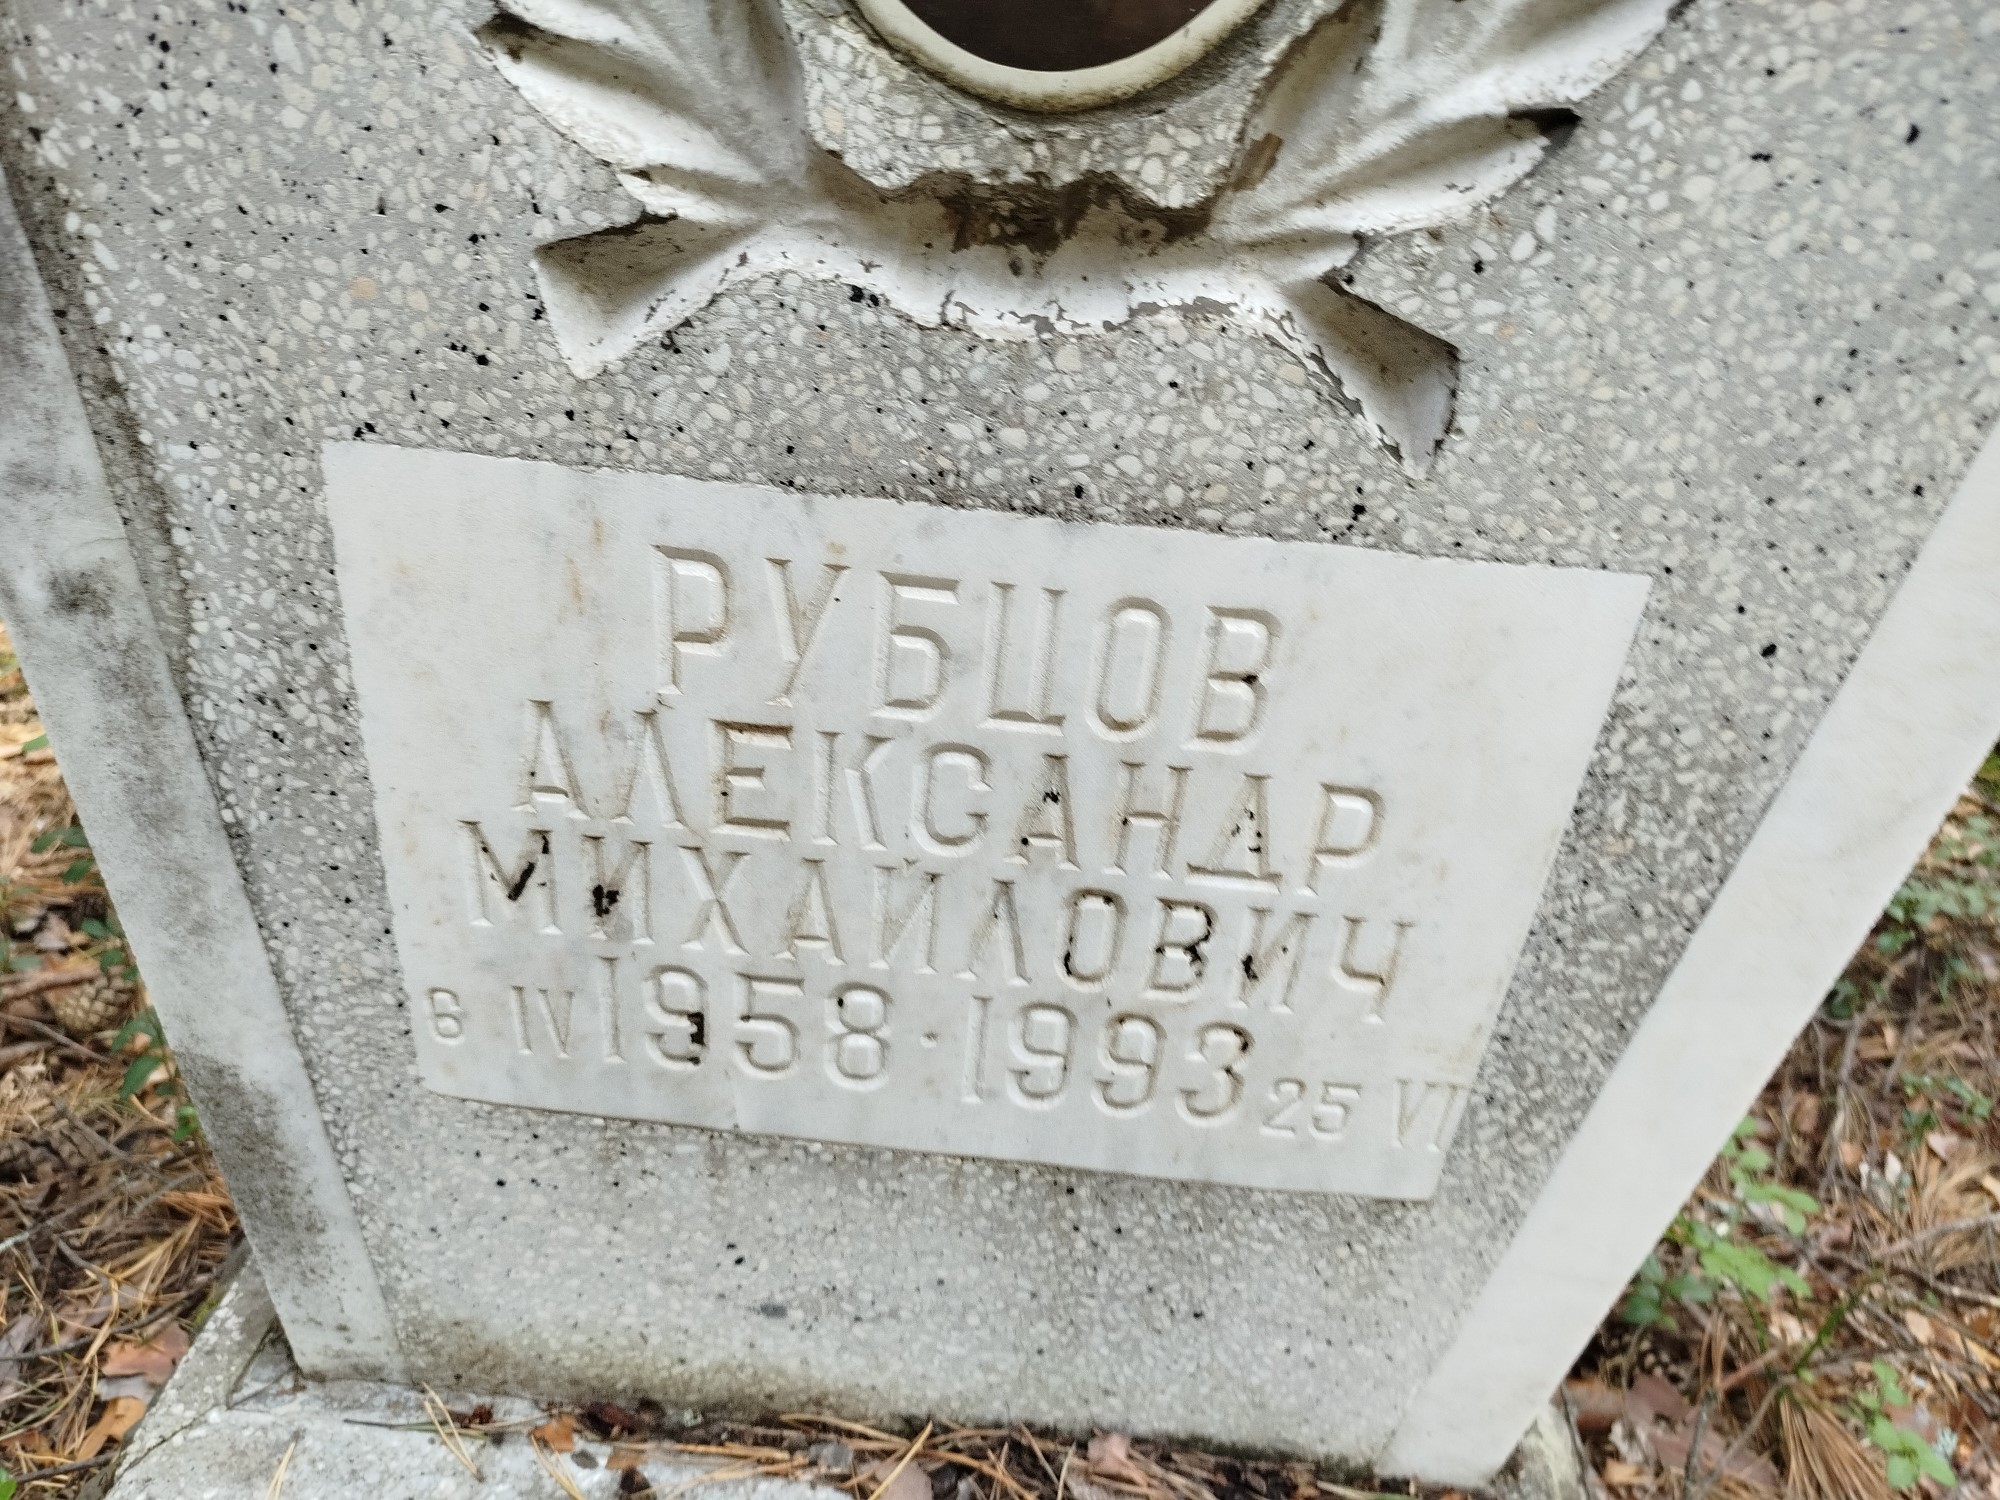 РУБЦОВ
АЛЕКСАНДР
МИХАЙЛОВИЧ
6 IV 1958 · 1993 25 VI